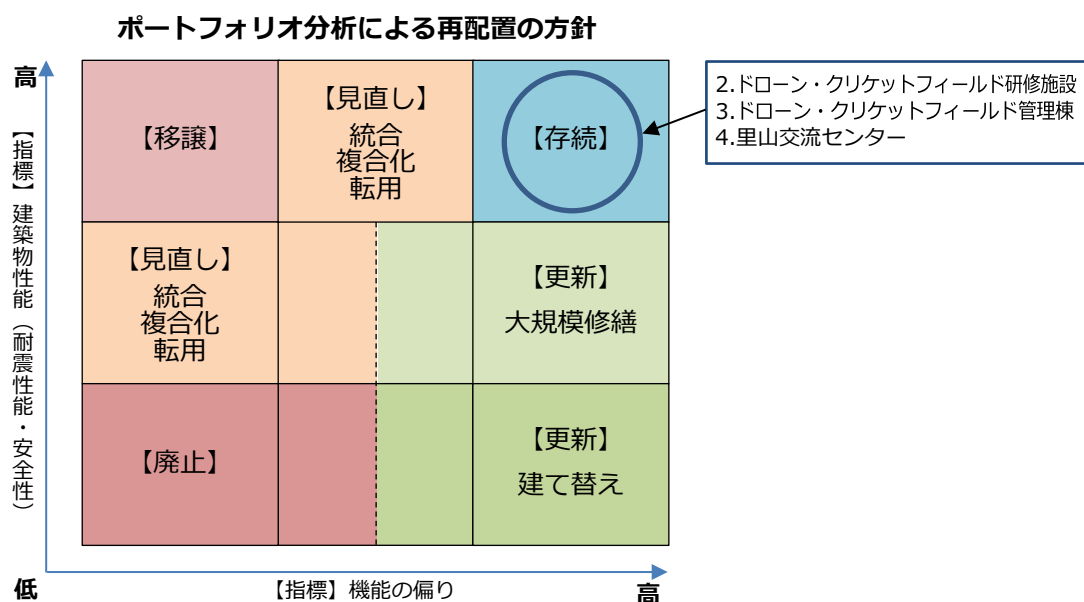 ポートフォリオ分析による再配置の方針
高
【指標】建築物性能（耐震性能・安全性）
【移譲】
【見直し】
統合
複合化
転用
【存続】
2.ドローン・クリケットフィールド研修施設
3.ドローン・クリケットフィールド管理棟
4.里山交流センター
【見直し】
統合
複合化
転用
【更新】
大規模修繕
【廃止】
【更新】
建て替え
低
【指標】機能の偏り
高